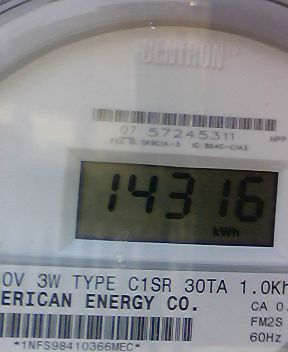 CENTRON
07 57245311
HPP
14316
kWh
0V 3W TYPE C1SR 30TA 1.0Kh
ERICAN ENERGY CO.
CA 0.
FM2S
60Hz
*1NFS98410366MEC*